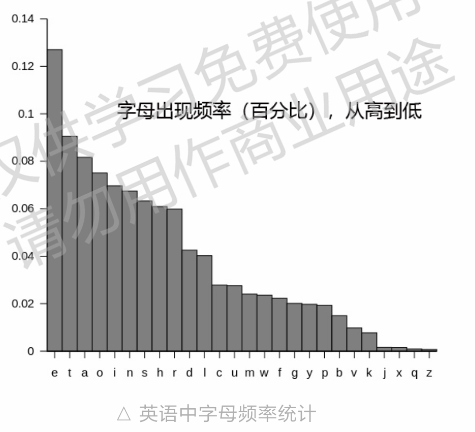 0.14
0.12
0.1
0.08
0.06
0.04
0.02
0
字母出现频率（百分比），从高到低
仅供学习免费使用
请勿用作商业用途
e t a o i n s h r d l c u m w f g y p b v k j x q z
△ 英语中字母频率统计